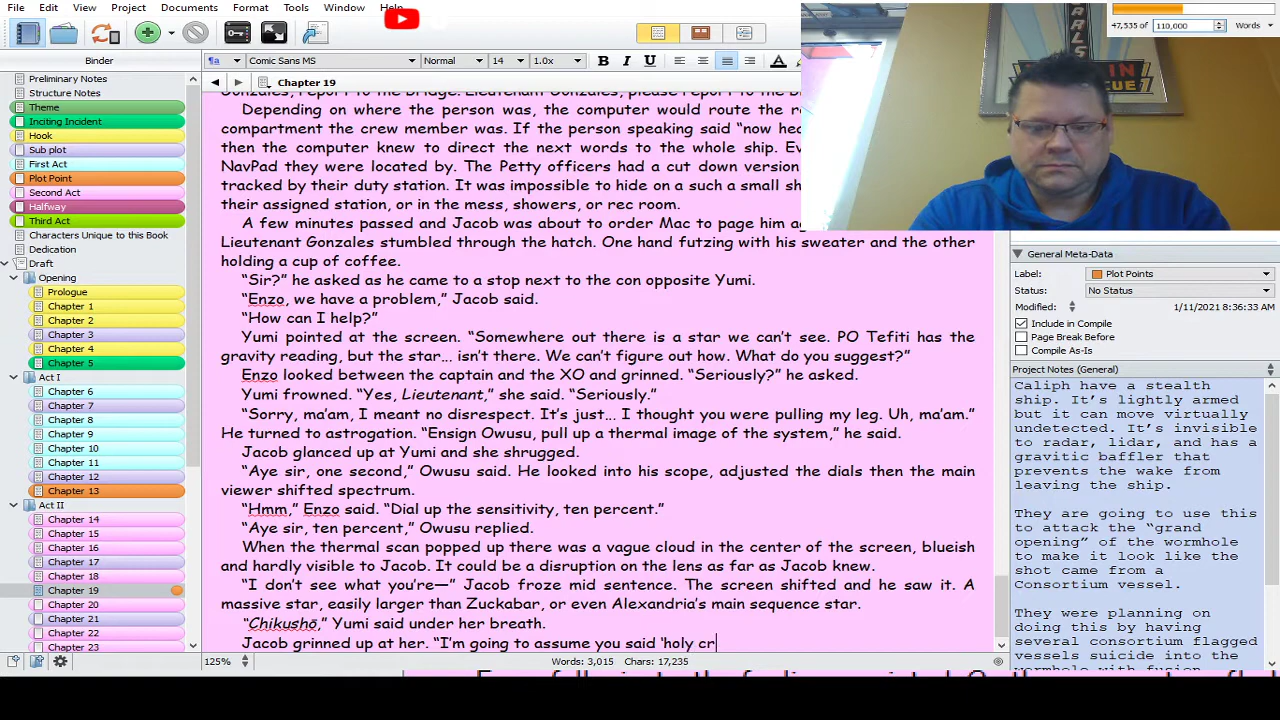 File Edit View Project Documents Format Tools Window Help
47,535 of 110,000 Words
Binder
¶a Comic Sans MS Normal 14 1.0x B I U A
Chapter 19
Preliminary Notes
Structure Notes
Theme
Inciting Incident
Hook
Sub plot
First Act
Plot Point
Second Act
Halfway
Third Act
Characters Unique to this Book
Dedication
Draft
Opening
Prologue
Chapter 1
Chapter 2
Chapter 3
Chapter 4
Chapter 5
Act I
Chapter 6
Chapter 7
Chapter 8
Chapter 9
Chapter 10
Chapter 11
Chapter 12
Chapter 13
Act II
Chapter 14
Chapter 15
Chapter 16
Chapter 17
Chapter 18
Chapter 19
Chapter 20
Chapter 21
Chapter 22
Chapter 23
Depending on where the person was, the computer would route the
compartment the crew member was. If the person speaking said “now
then the computer knew to direct the next words to the whole ship.
NavPad they were located by. The Petty officers had a cut down version
tracked by their duty station. It was impossible to hide on a such a small
their assigned station, or in the mess, showers, or rec room.
A few minutes passed and Jacob was about to order Mac to page him
Lieutenant Gonzales stumbled through the hatch. One hand futzing with his sweater and the other
holding a cup of coffee.
“Sir?” he asked as he came to a stop next to the con opposite Yumi.
“Enzo, we have a problem,” Jacob said.
“How can I help?”
Yumi pointed at the screen. “Somewhere out there is a star we can’t see. PO Tefiti has the
gravity reading, but the star... isn’t there. We can’t figure out how. What do you suggest?”
Enzo looked between the captain and the XO and grinned. “Seriously?” he asked.
Yumi frowned. “Yes, Lieutenant,” she said. “Seriously.”
“Sorry, ma’am, I meant no disrespect. It’s just... I thought you were pulling my leg. Uh, ma’am.”
He turned to astrogation. “Ensign Owusu, pull up a thermal image of the system,” he said.
Jacob glanced up at Yumi and she shrugged.
“Aye sir, one second,” Owusu said. He looked into his scope, adjusted the dials then the main
viewer shifted spectrum.
“Hmm,” Enzo said. “Dial up the sensitivity, ten percent.”
“Aye sir, ten percent,” Owusu replied.
When the thermal scan popped up there was a vague cloud in the center of the screen, blueish
and hardly visible to Jacob. It could be a disruption on the lens as far as Jacob knew.
“I don’t see what you’re—” Jacob froze mid sentence. The screen shifted and he saw it. A
massive star, easily larger than Zuckabar, or even Alexandria’s main sequence star.
“Chikushō,” Yumi said under her breath.
Jacob grinned up at her. “I’m going to assume you said ‘holy cr
125% Words: 3,015 Chars: 17,235
General Meta-Data
Label: Plot Points
Status: No Status
Modified: 1/11/2021 8:36:33 AM
Include in Compile
Page Break Before
Compile As-Is
Project Notes (General)
Caliph have a stealth
ship. It’s lightly armed
but it can move virtually
undetected. It’s invisible
to radar, lidar, and has a
gravitic baffler that
prevents the wake from
leaving the ship.
They are going to use this
to attack the “grand
opening” of the wormhole
to make it look like the
shot came from a
Consortium vessel.
They were planning on
doing this by having
several consortium flagged
vessels suicide into the
wormhole with fusion